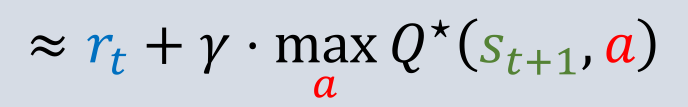 ≈ r_t + γ · max_a Q*(s_{t+1}, a)